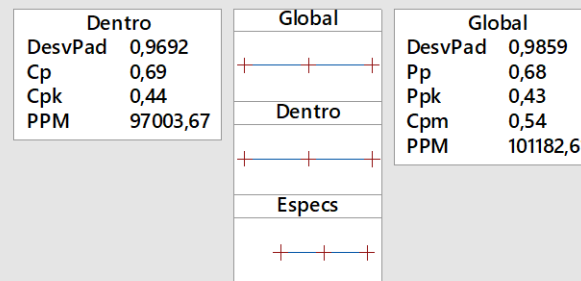 Dentro
DesvPad 0,9692
Cp 0,69
Cpk 0,44
PPM 97003,67
Global
Dentro
Especs
Global
DesvPad 0,9859
Pp 0,68
Ppk 0,43
Cpm 0,54
PPM 101182,6